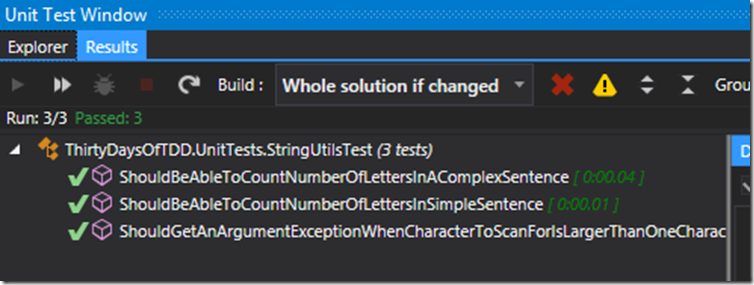 Unit Test Window
Explorer Results
Build : Whole solution if changed Grou
Run: 3/3 Passed: 3
ThirtyDaysOfTDD.UnitTests.StringUtilsTest (3 tests)
ShouldBeAbleToCountNumberOfLettersInAComplexSentence [ 0:00.04 ]
ShouldBeAbleToCountNumberOfLettersInSimpleSentence [ 0:00.01 ]
ShouldGetAnArgumentExceptionWhenCharacterToScanForIsLargerThanOneCharac